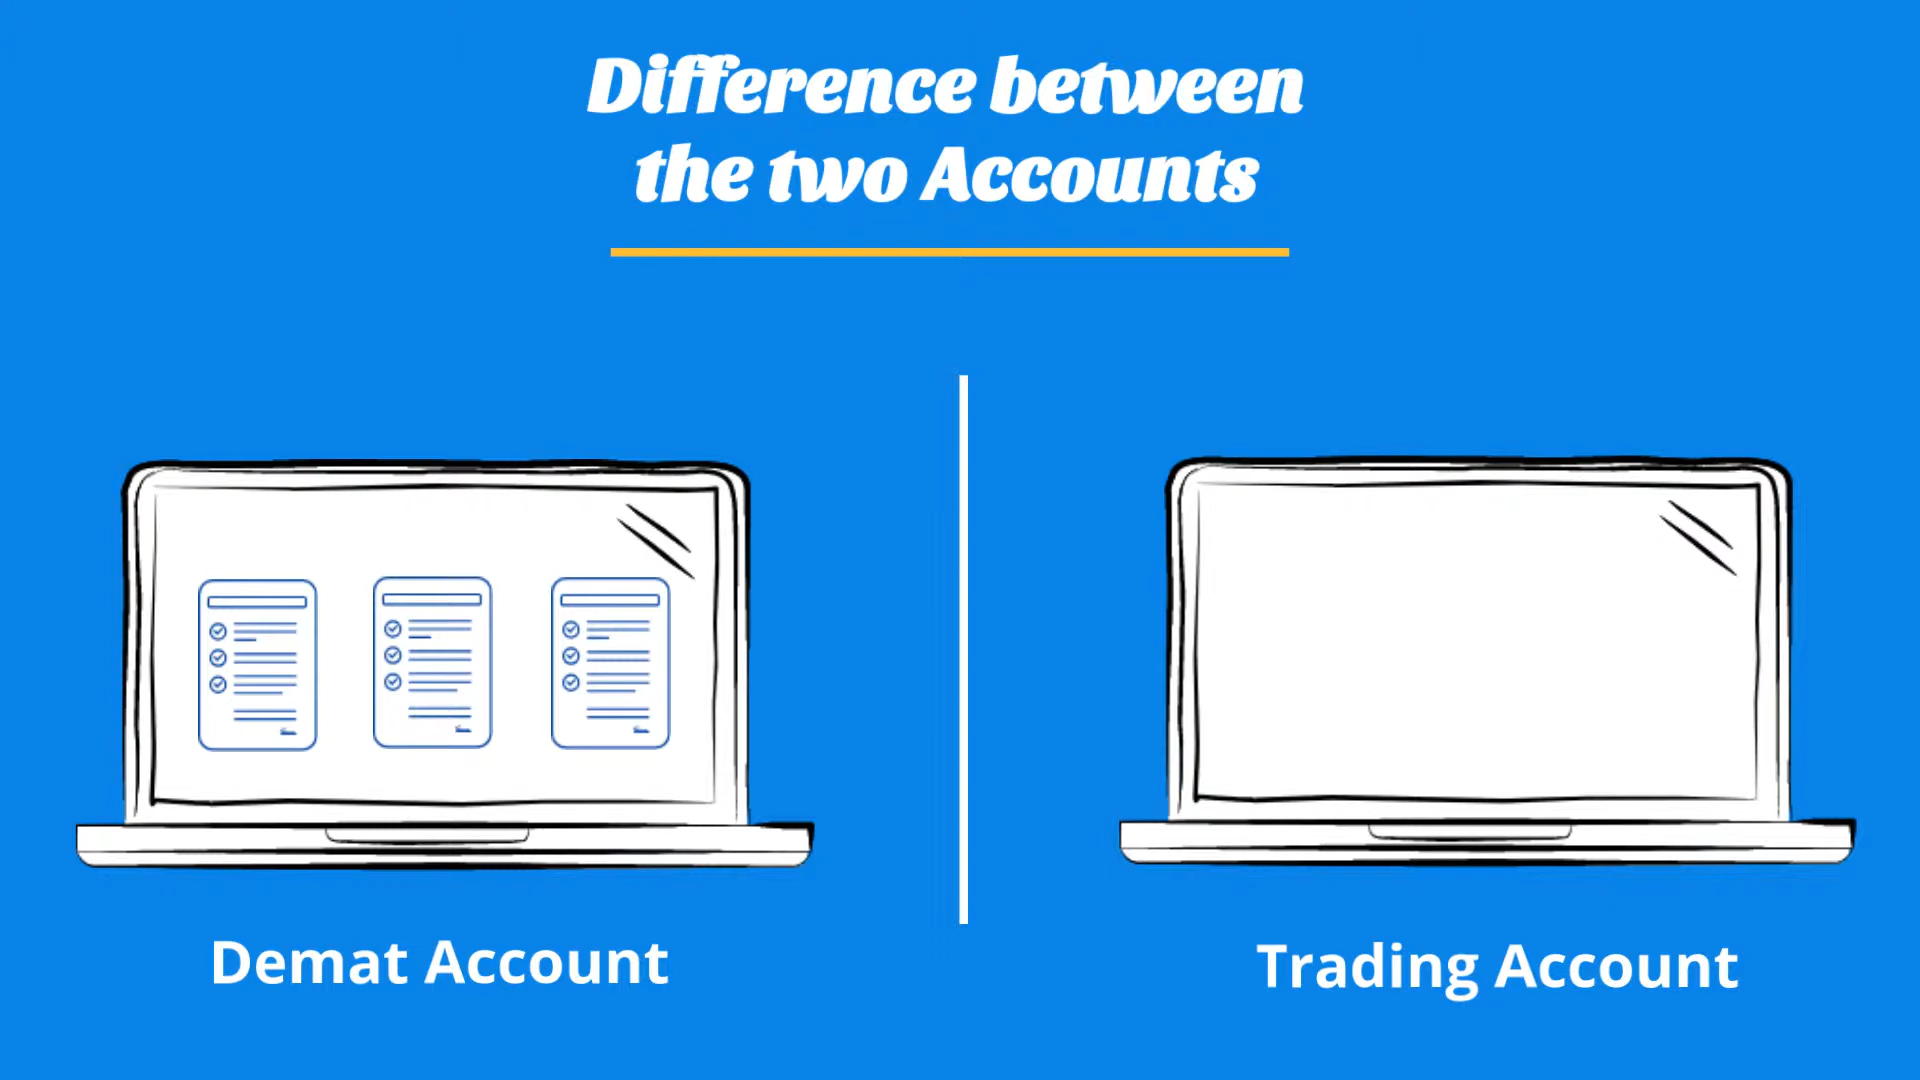 Difference between
the two Accounts
Demat Account
Trading Account